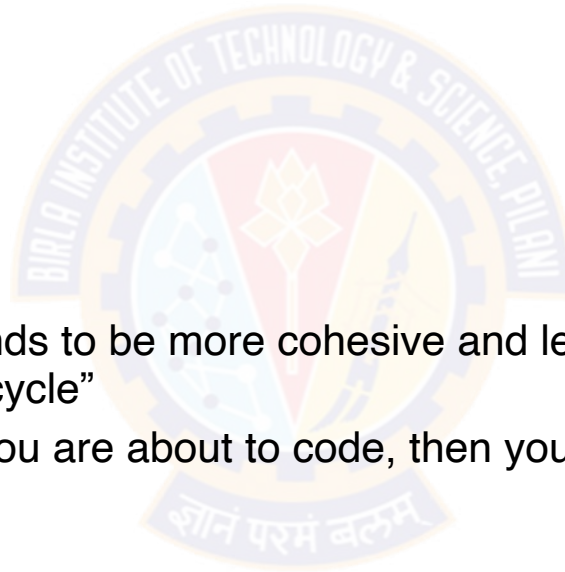 BIRLA INSTITUTE OF TECHNOLOGY & SCIENCE, PILANI
nds to be more cohesive and le
cycle”
ou are about to code, then you
ज्ञानं परमं बलम्